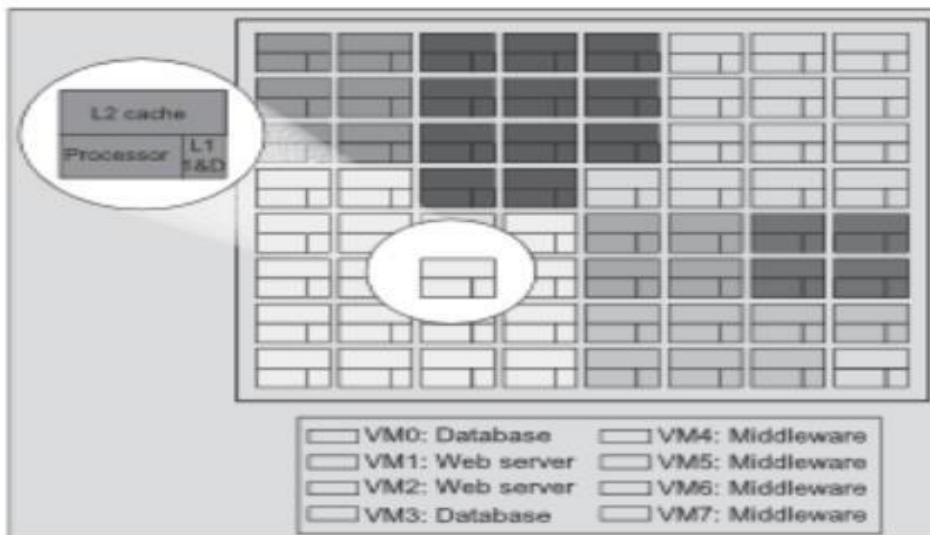 L2 cache
Processor
L1
I&D
VM0: Database
VM1: Web server
VM2: Web server
VM3: Database
VM4: Middleware
VM5: Middleware
VM6: Middleware
VM7: Middleware